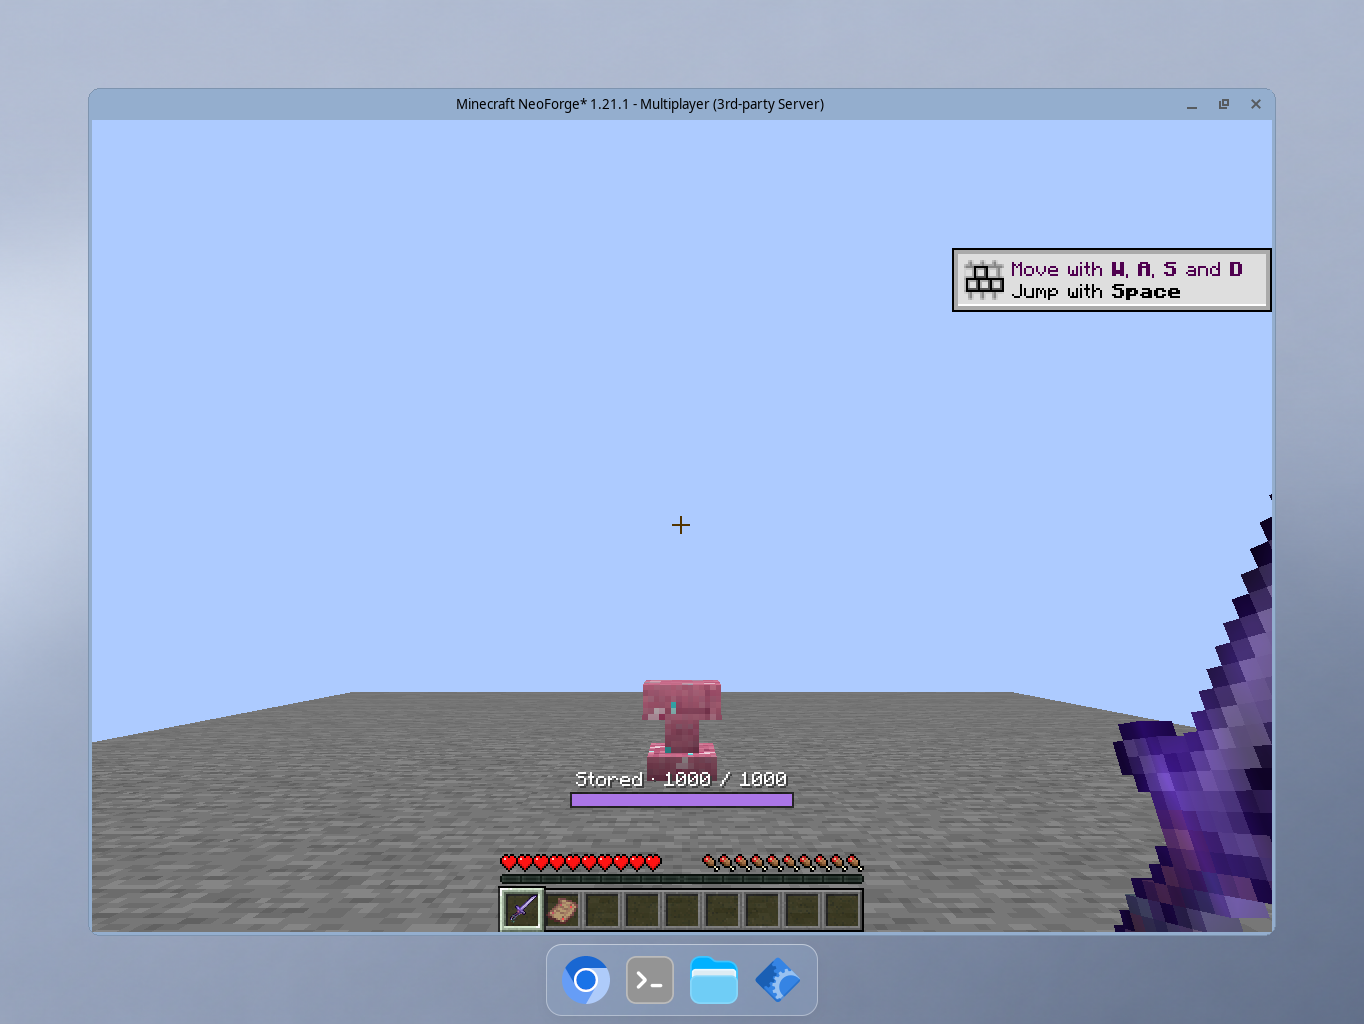 Minecraft NeoForge* 1.21.1 - Multiplayer (3rd-party Server)
Move with W, A, S and D
Jump with Space
Stored · 1000 / 1000